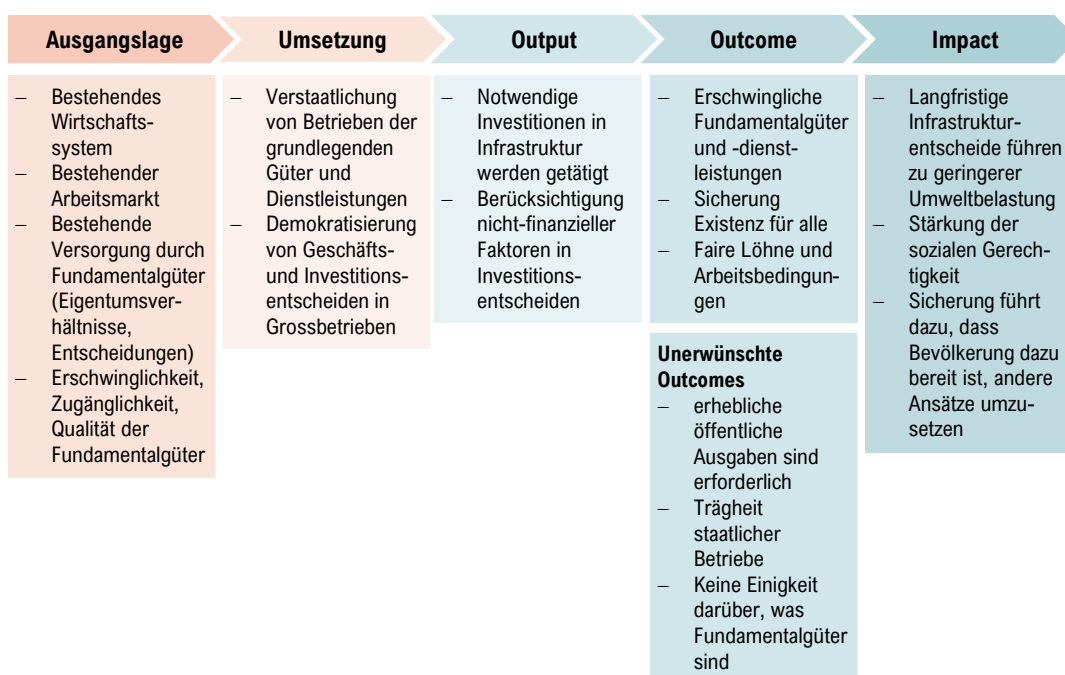 Ausgangslage
Umsetzung
Output
Outcome
Impact
– Bestehendes
Wirtschafts-
system
– Bestehender
Arbeitsmarkt
– Bestehende
Versorgung durch
Fundamentalgüter
(Eigentumsver-
hältnisse,
Entscheidungen)
– Erschwinglichkeit,
Zugänglichkeit,
Qualität der
Fundamentalgüter
– Verstaatlichung
von Betrieben der
grundlegenden
Güter und
Dienstleistungen
– Demokratisierung
von Geschäfts-
und Investitions-
entscheiden in
Grossbetrieben
– Notwendige
Investitionen in
Infrastruktur
werden getätigt
– Berücksichtigung
nicht-finanzieller
Faktoren in
Investitions-
entscheiden
– Erschwingliche
Fundamentalgüter
und -dienst-
leistungen
– Sicherung
Existenz für alle
– Faire Löhne und
Arbeitsbedingun-
gen
Unerwünschte
Outcomes
– erhebliche
öffentliche
Ausgaben sind
erforderlich
– Trägheit
staatlicher
Betriebe
– Keine Einigkeit
darüber, was
Fundamentalgüter
sind
– Langfristige
Infrastruktur-
entscheide führen
zu geringerer
Umweltbelastung
– Stärkung der
sozialen Gerech-
tigkeit
– Sicherung führt
dazu, dass
Bevölkerung dazu
bereit ist, andere
Ansätze umzu-
setzen